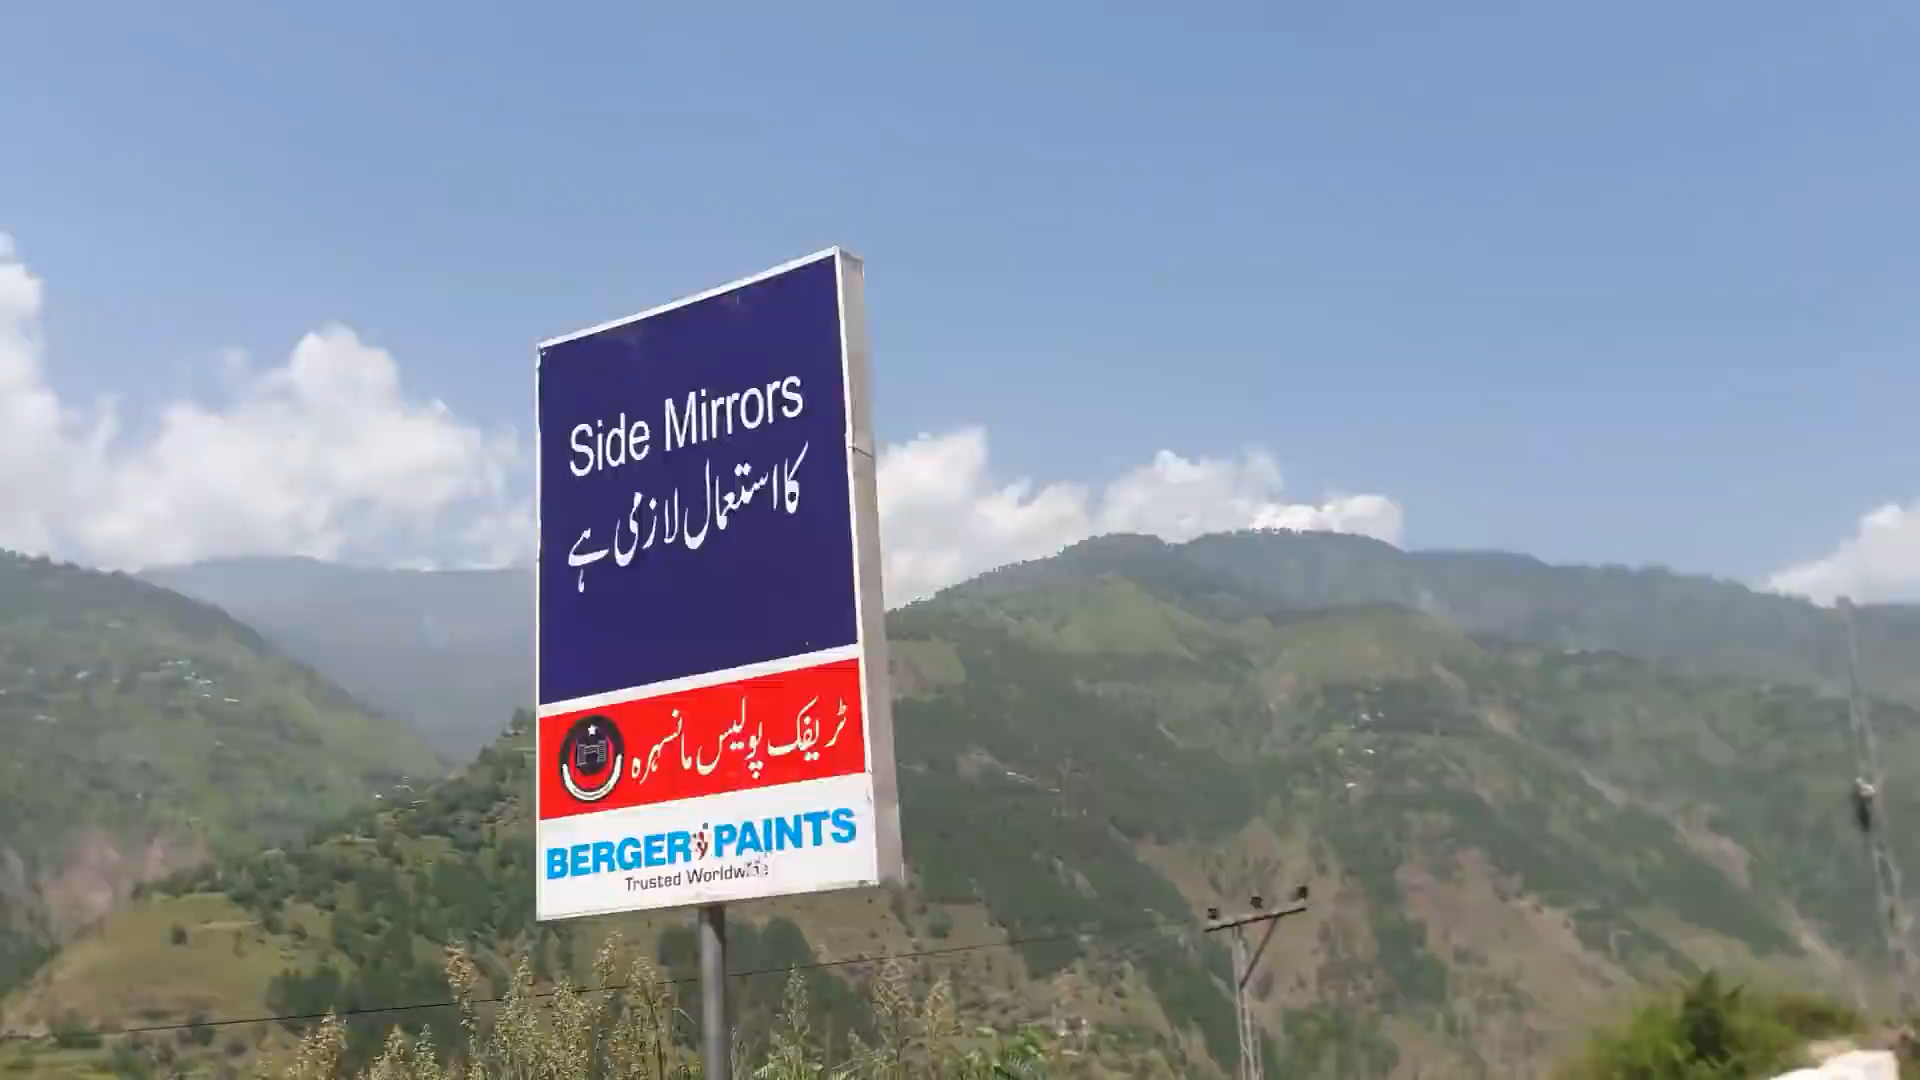 Side Mirrors
کا استعمال لازمی ہے
ٹریفک پولیس مانسہرہ
BERGER PAINTS
Trusted Worldwide